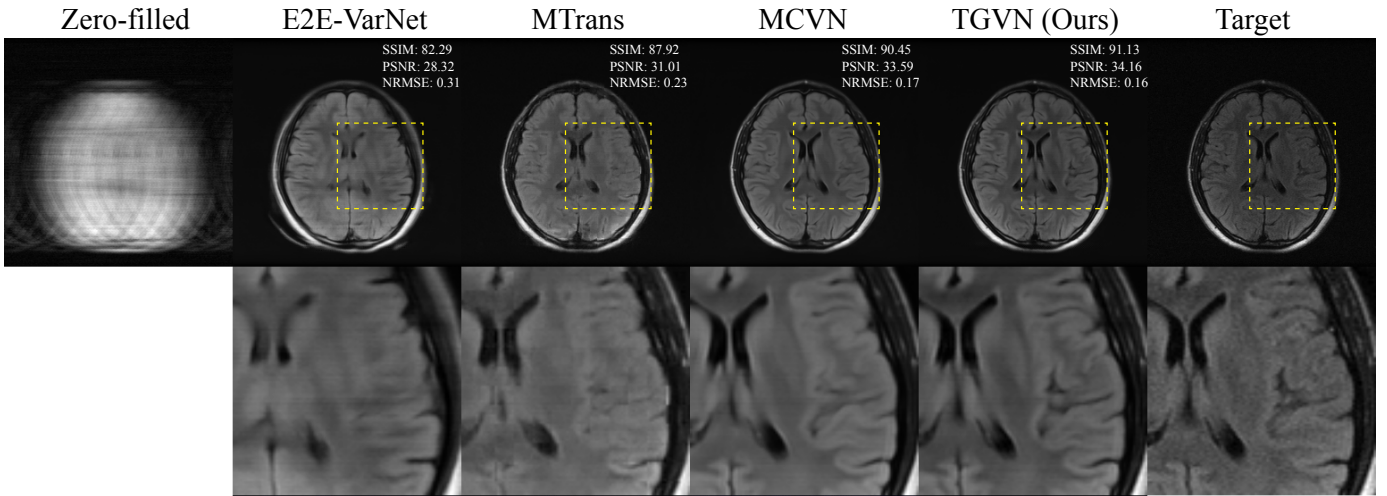 Zero-filled E2E-VarNet MTrans MCVN TGVN (Ours) Target
SSIM: 82.29 SSIM: 87.92 SSIM: 90.45 SSIM: 91.13
PSNR: 28.32 PSNR: 31.01 PSNR: 33.59 PSNR: 34.16
NRMSE: 0.31 NRMSE: 0.23 NRMSE: 0.17 NRMSE: 0.16